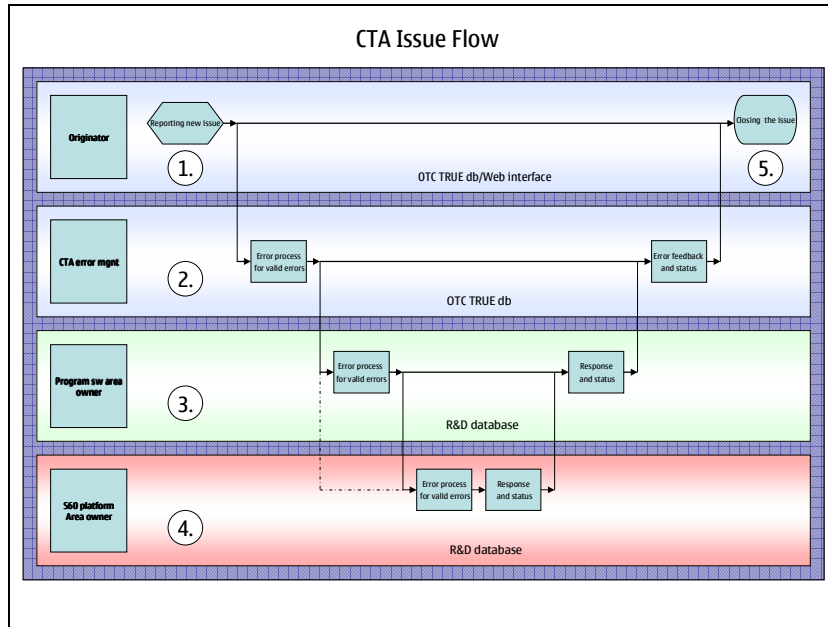 CTA Issue Flow
Originator
Reporting new issue
Closing the issue
1.
5.
OTC TRUE db/Web interface
CTA error mgnt
Error process
for valid errors
Error feedback
and status
2.
OTC TRUE db
Program sw area
owner
Error process
for valid errors
Response
and status
3.
R&D database
S60 platform
Area owner
Error process
for valid errors
Response
and status
4.
R&D database